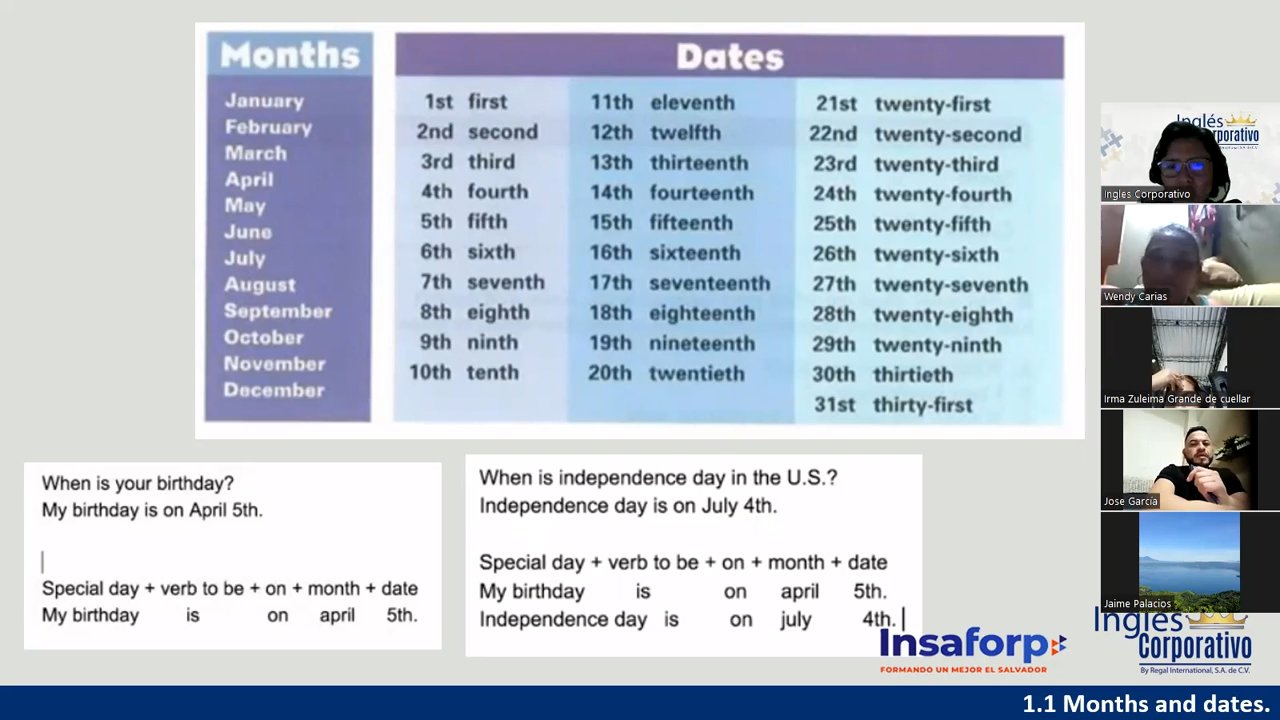 Months
January
February
March
April
May
June
July
August
September
October
November
December
Dates
1st first
2nd second
3rd third
4th fourth
5th fifth
6th sixth
7th seventh
8th eighth
9th ninth
10th tenth
11th eleventh
12th twelfth
13th thirteenth
14th fourteenth
15th fifteenth
16th sixteenth
17th seventeenth
18th eighteenth
19th nineteenth
20th twentieth
21st twenty-first
22nd twenty-second
23rd twenty-third
24th twenty-fourth
25th twenty-fifth
26th twenty-sixth
27th twenty-seventh
28th twenty-eighth
29th twenty-ninth
30th thirtieth
31st thirty-first
When is your birthday?
My birthday is on April 5th.
Special day + verb to be + on + month + date
My birthday is on april 5th.
When is independence day in the U.S.?
Independence day is on July 4th.
Special day + verb to be + on + month + date
My birthday is on april 5th.
Independence day is on july 4th.
Inglés
Ingles Corporativo
Wendy Carias
Irma Zuleima Grande de cuellar
Jose García
Jaime Palacios
Insaforp
FORMANDO UN MEJOR EL SALVADOR
Inglés
Corporativo
By Regal International, S.A. de C.V.
1.1 Months and dates.